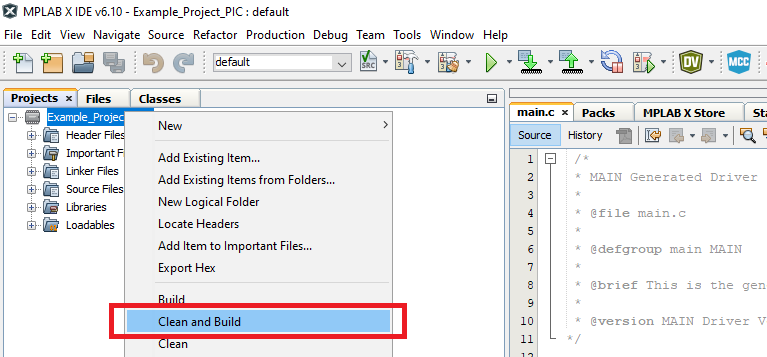 MPLAB X IDE v6.10 - Example_Project_PIC : default
File Edit View Navigate Source Refactor Production Debug Team Tools Window Help
default
SRC
DV
MCC
Projects × Files Classes
Example_Projec
Header Files
Important F
Linker Files
Source Files
Libraries
Loadables
New
Add Existing Item...
Add Existing Items from Folders...
New Logical Folder
Locate Headers
Add Item to Important Files...
Export Hex
Build
Clean and Build
Clean
main.c × Packs MPLAB X Store Sta
Source History
1 /*
2 * MAIN Generated Driver
3 *
4 * @file main.c
5 *
6 * @defgroup main MAIN
7 *
8 * @brief This is the gen
9 *
10 * @version MAIN Driver V
11 */